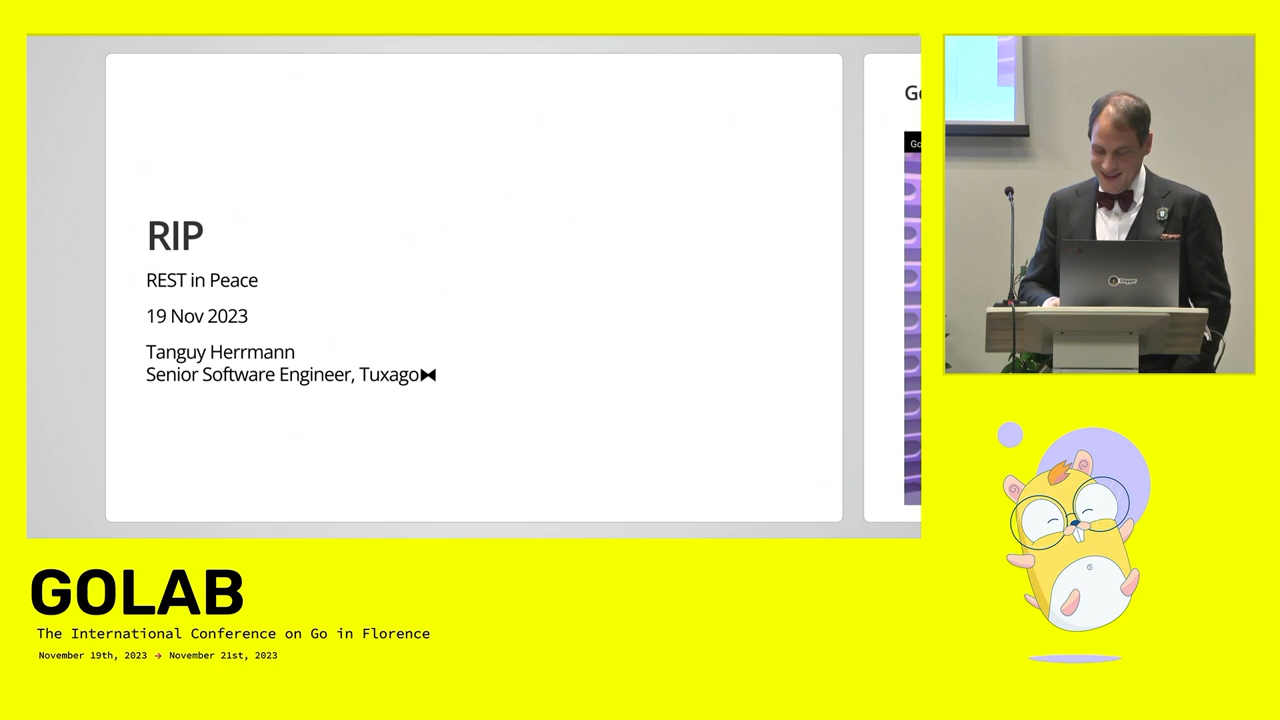 RIP
REST in Peace
19 Nov 2023
Tanguy Herrmann
Senior Software Engineer, Tuxago
Go
GOLAB
The International Conference on Go in Florence
November 19th, 2023 → November 21st, 2023